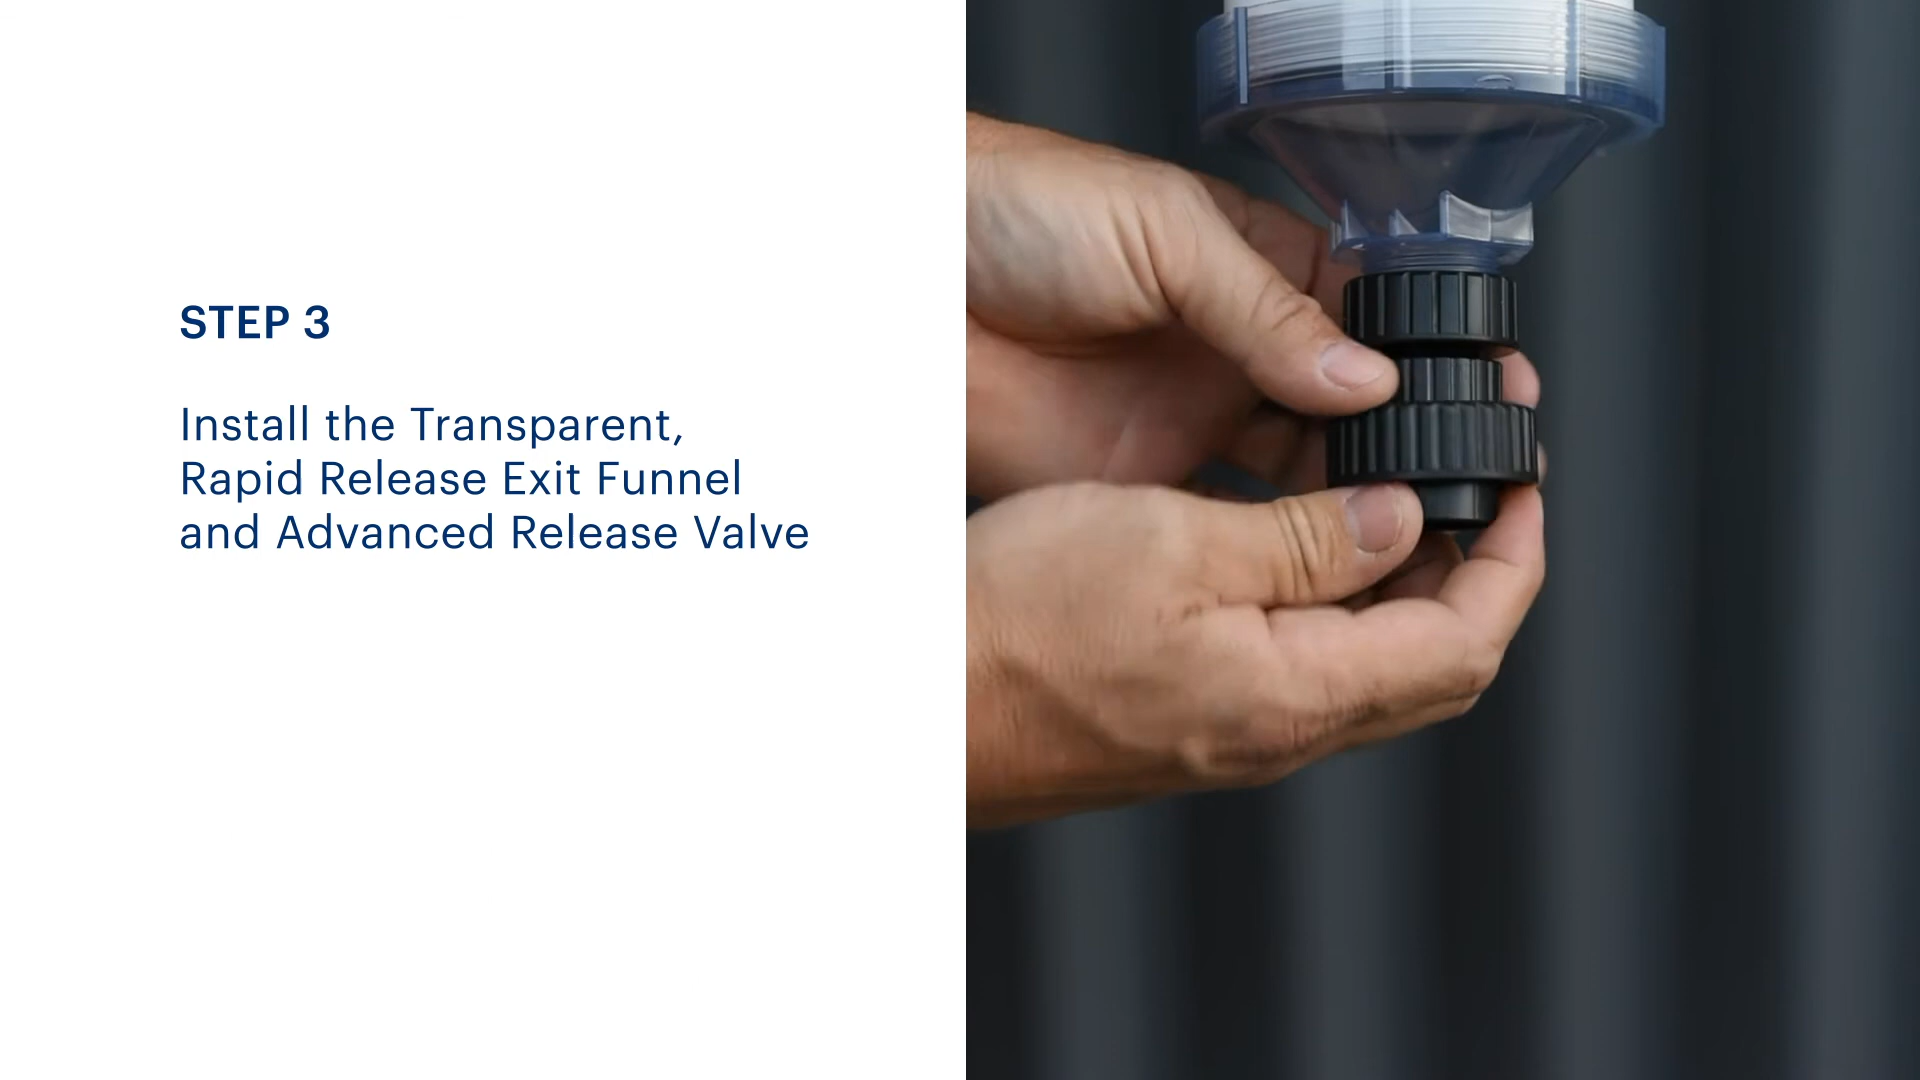 STEP 3
Install the Transparent,
Rapid Release Exit Funnel
and Advanced Release Valve